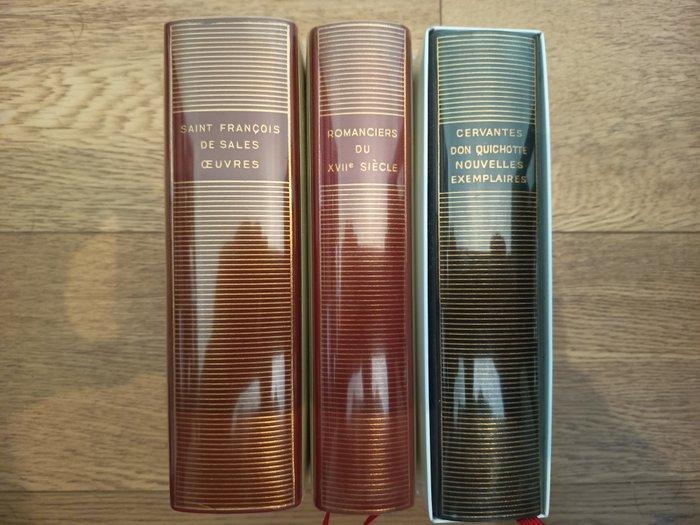 SAINT FRANÇOIS
DE SALES
ŒUVRES
ROMANCIERS
DU
XVIIe SIÈCLE
CERVANTES
DON QUICHOTTE
NOUVELLES
EXEMPLAIRES